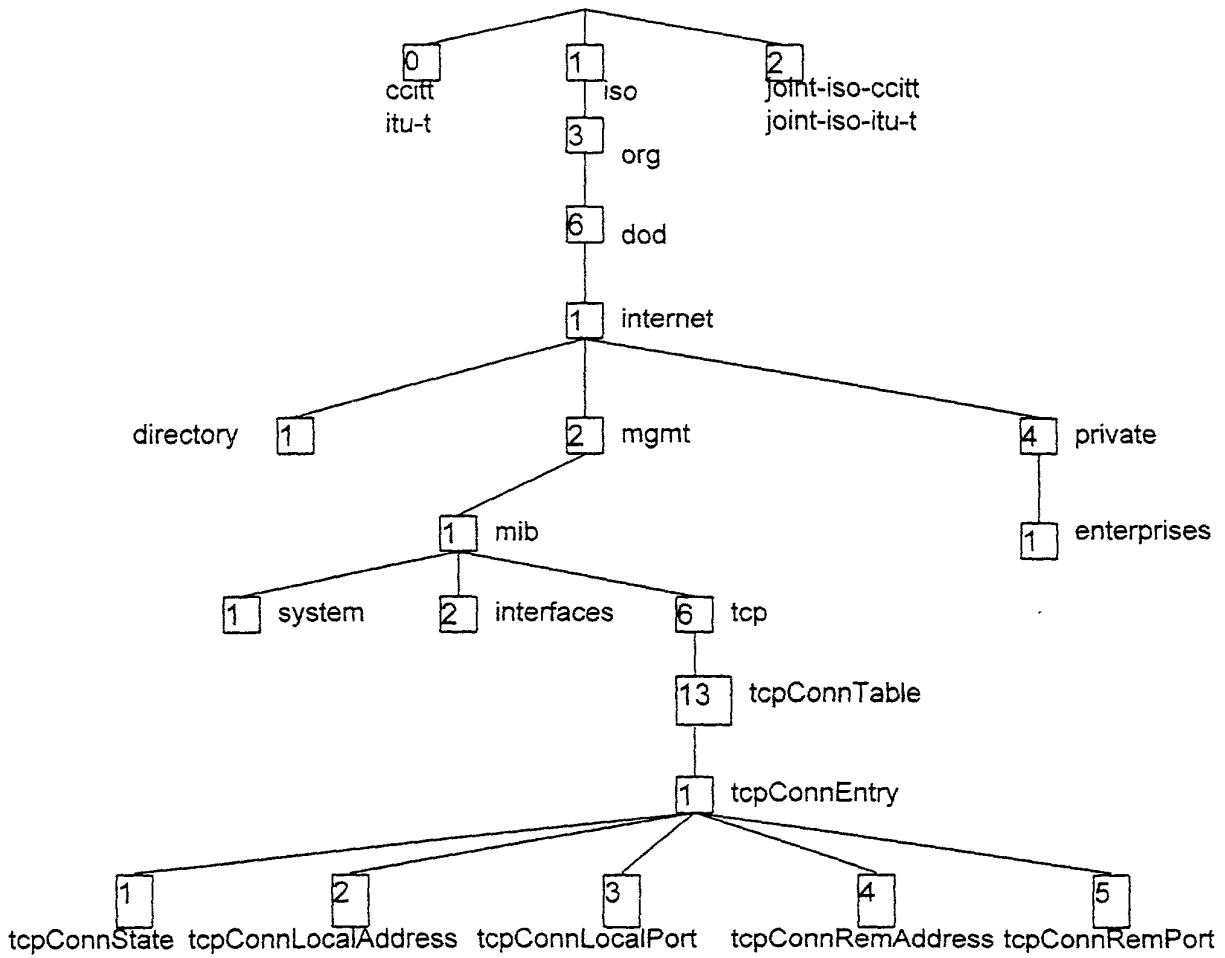 0 1 2
ccitt iso joint-iso-ccitt
itu-t joint-iso-itu-t
3 org
6 dod
1 internet
directory 1 2 mgmt 4 private
1 mib 1 enterprises
1 system 2 interfaces 6 tcp
13 tcpConnTable
1 tcpConnEntry
1 2 3 4 5
tcpConnState tcpConnLocalAddress tcpConnLocalPort tcpConnRemAddress tcpConnRemPort